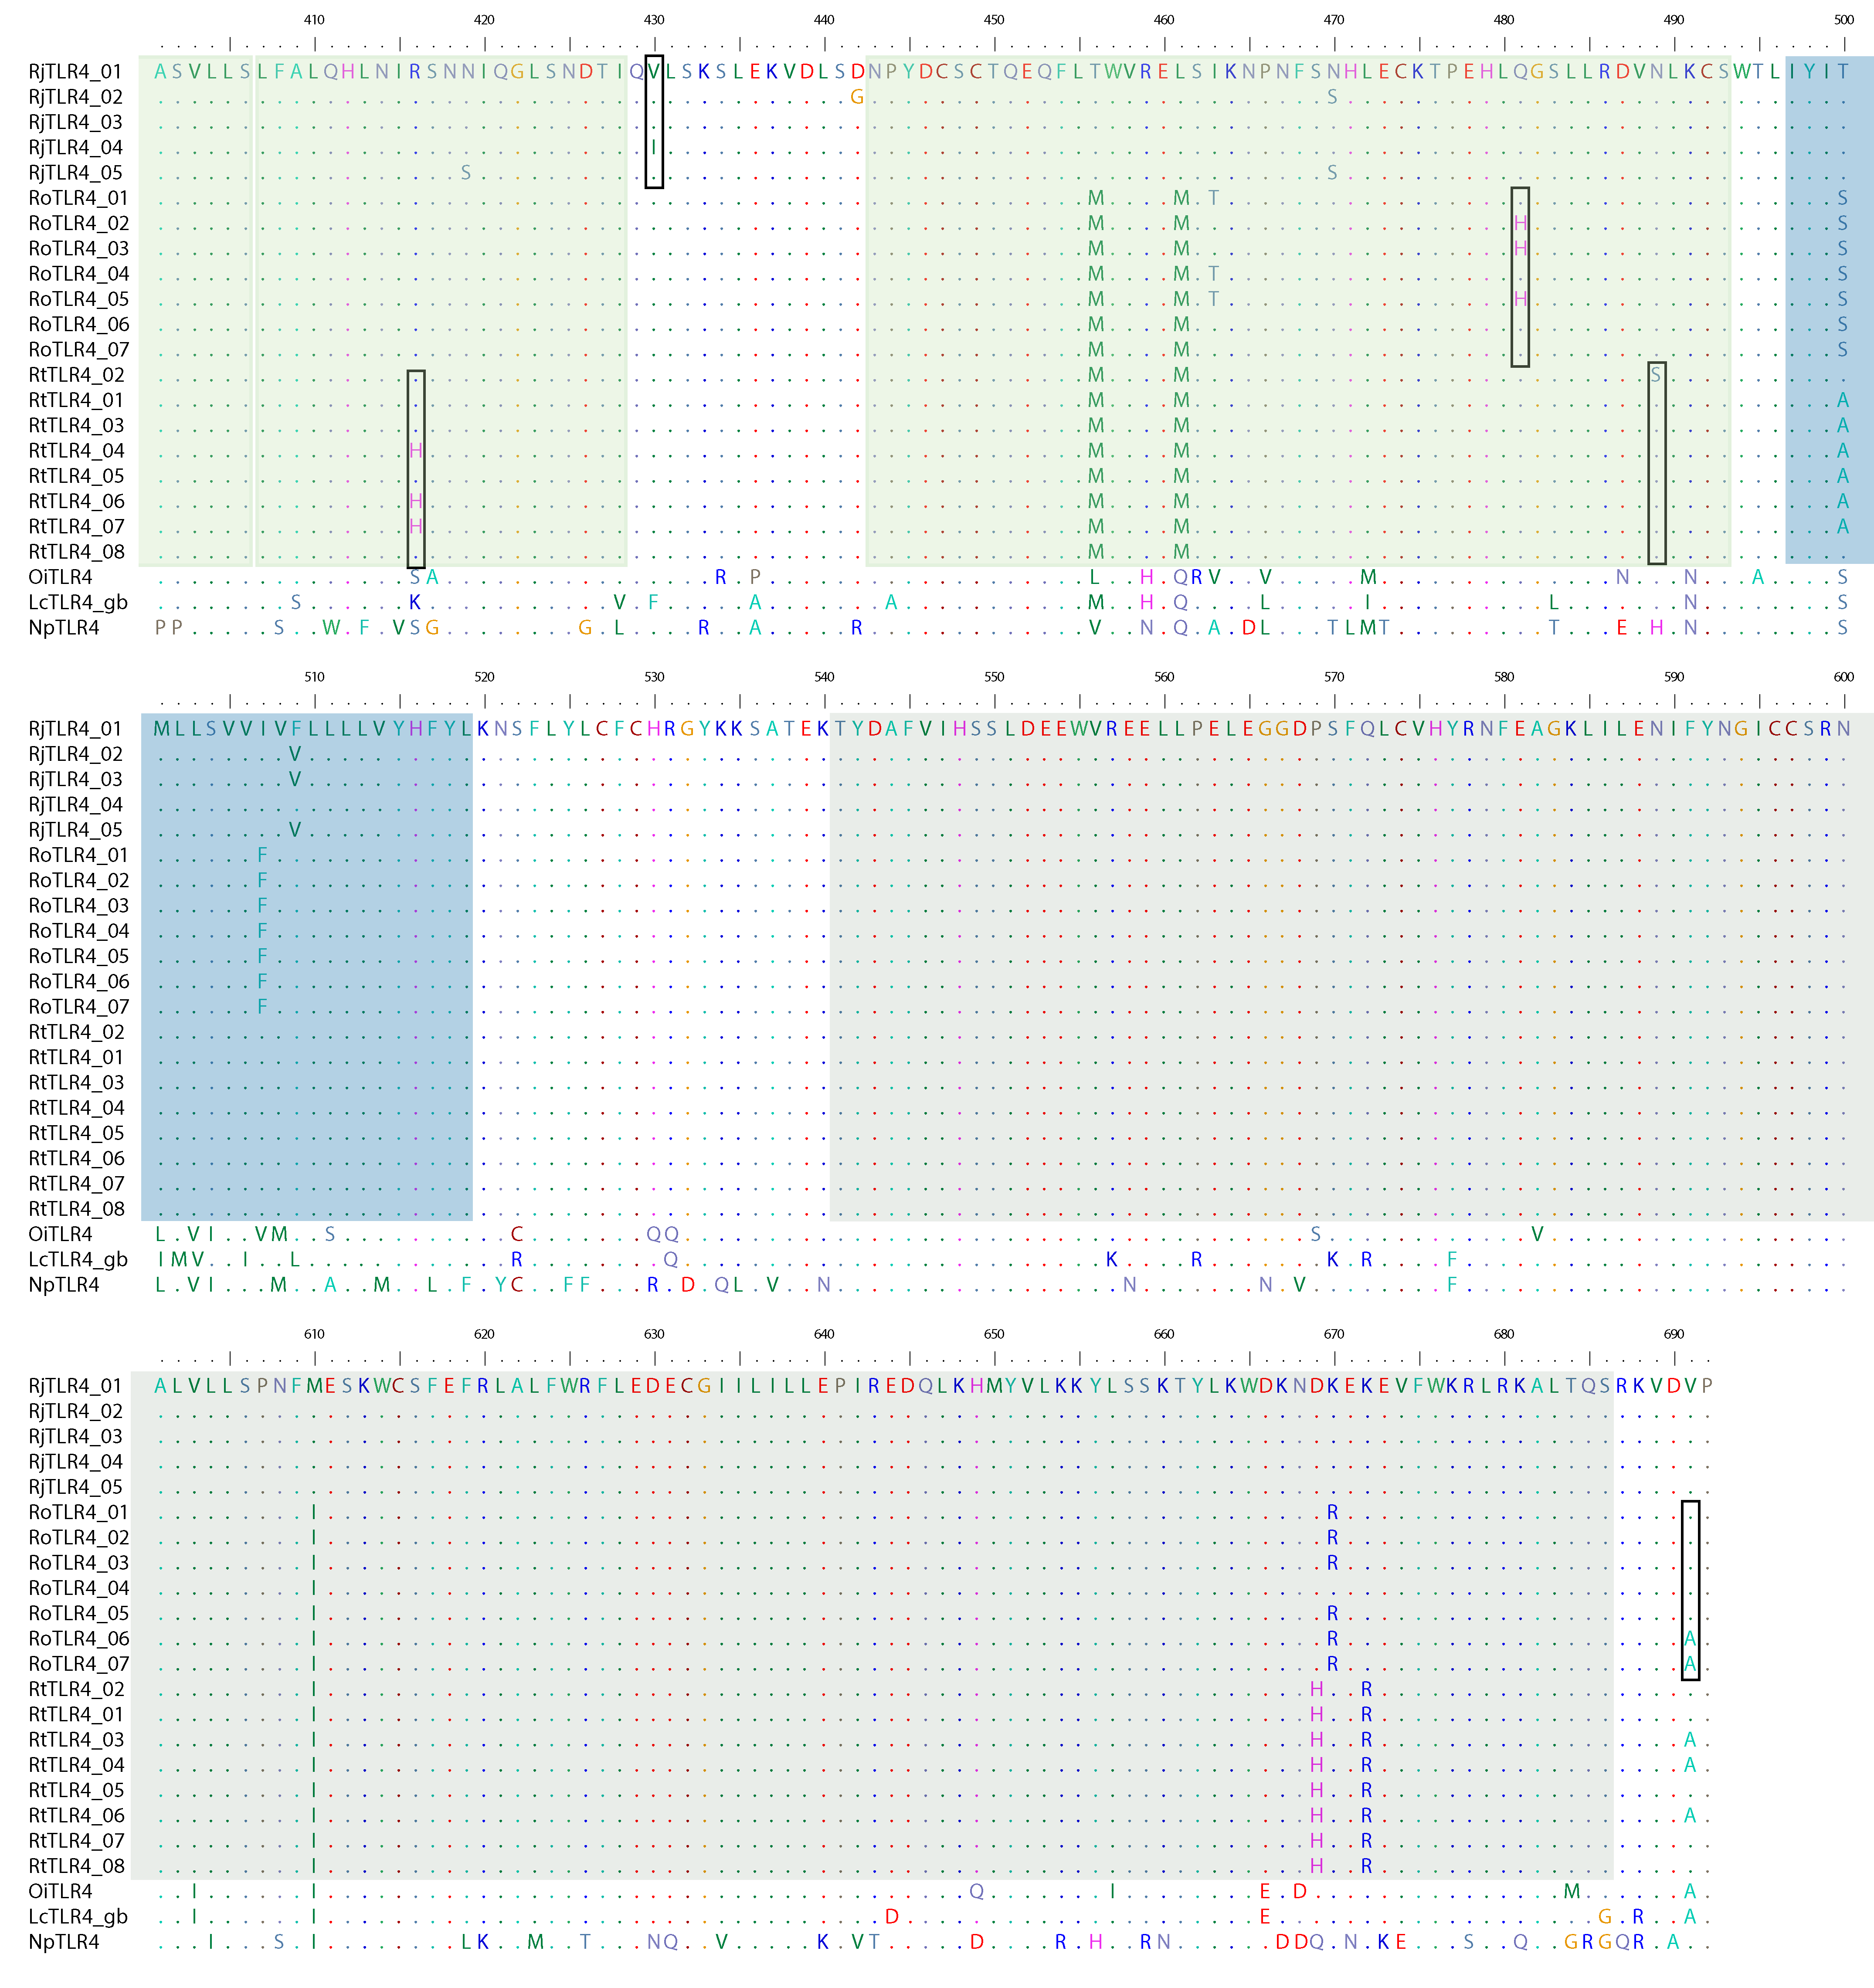 410 420 430 440 450 460 470 480 490 500
RjTLR4_01 ASVLLSLFALQHLNIRSNNIQGLSNDTIQVLSKSLEKVDLSDNPYDCSCTQEQFLTWVRELSIKNPNFSNHLECKTPEHLQGSLLRDVNLKCSWTLIYIT
RjTLR4_02 G S
RjTLR4_03
RjTLR4_04 I
RjTLR4_05 S S
RoTLR4_01 M M T S
RoTLR4_02 M M H S
RoTLR4_03 M M H S
RoTLR4_04 M M T S
RoTLR4_05 M M T H S
RoTLR4_06 M M S
RoTLR4_07 M M S
RtTLR4_02 M M S
RtTLR4_01 M M A
RtTLR4_03 M M A
RtTLR4_04 H M M A
RtTLR4_05 M M A
RtTLR4_06 H M M A
RtTLR4_07 H M M A
RtTLR4_08 M M
OiTLR4 S A R P L H Q R V V M N N A S
LcTLR4_gb S K V F A A M H Q L I L N S
NpTLR4 P P S W F V S G G L R A R V N Q A D L T L M T T E H N S
510 520 530 540 550 560 570 580 590 600
RjTLR4_01 MLLSVVIVFLLLLVYHFYLKNSFLYLCFCHRGYKKSATEKTYDAFVIHSSLDEEWVREELLPELEGGDPSFQLCVHYRNFEAGKLILENIFYNGICCSRN
RjTLR4_02 V
RjTLR4_03 V
RjTLR4_04
RjTLR4_05 V
RoTLR4_01 F
RoTLR4_02 F
RoTLR4_03 F
RoTLR4_04 F
RoTLR4_05 F
RoTLR4_06 F
RoTLR4_07 F
RtTLR4_02
RtTLR4_01
RtTLR4_03
RtTLR4_04
RtTLR4_05
RtTLR4_06
RtTLR4_07
RtTLR4_08
OiTLR4 L V I V M S C Q Q S V
LcTLR4_gb I M V I L R Q K R K R F
NpTLR4 L V I M A M L F Y C F F R D Q L V N N N V F
610 620 630 640 650 660 670 680 690
RjTLR4_01 ALVLLSPNFMESKWCSFEFRLALFWRFLEDECGIILILLEPIREDQLKHMYVLKKYLSSKTYLKWDKNDKEKEVFWKRLRKALTQSRKVDVP
RjTLR4_02
RjTLR4_03
RjTLR4_04
RjTLR4_05
RoTLR4_01 I R
RoTLR4_02 I R
RoTLR4_03 I R
RoTLR4_04 I
RoTLR4_05 I R
RoTLR4_06 I R A
RoTLR4_07 I R A
RtTLR4_02 I H R
RtTLR4_01 I H R
RtTLR4_03 I H R A
RtTLR4_04 I H R A
RtTLR4_05 I H R
RtTLR4_06 I H R A
RtTLR4_07 I H R
RtTLR4_08 I H R
OiTLR4 I I Q I E D M A
LcTLR4_gb I I D E G R A
NpTLR4 I S I L K M T N Q V K V T D R H R N D D Q N K E S Q G R G Q R A